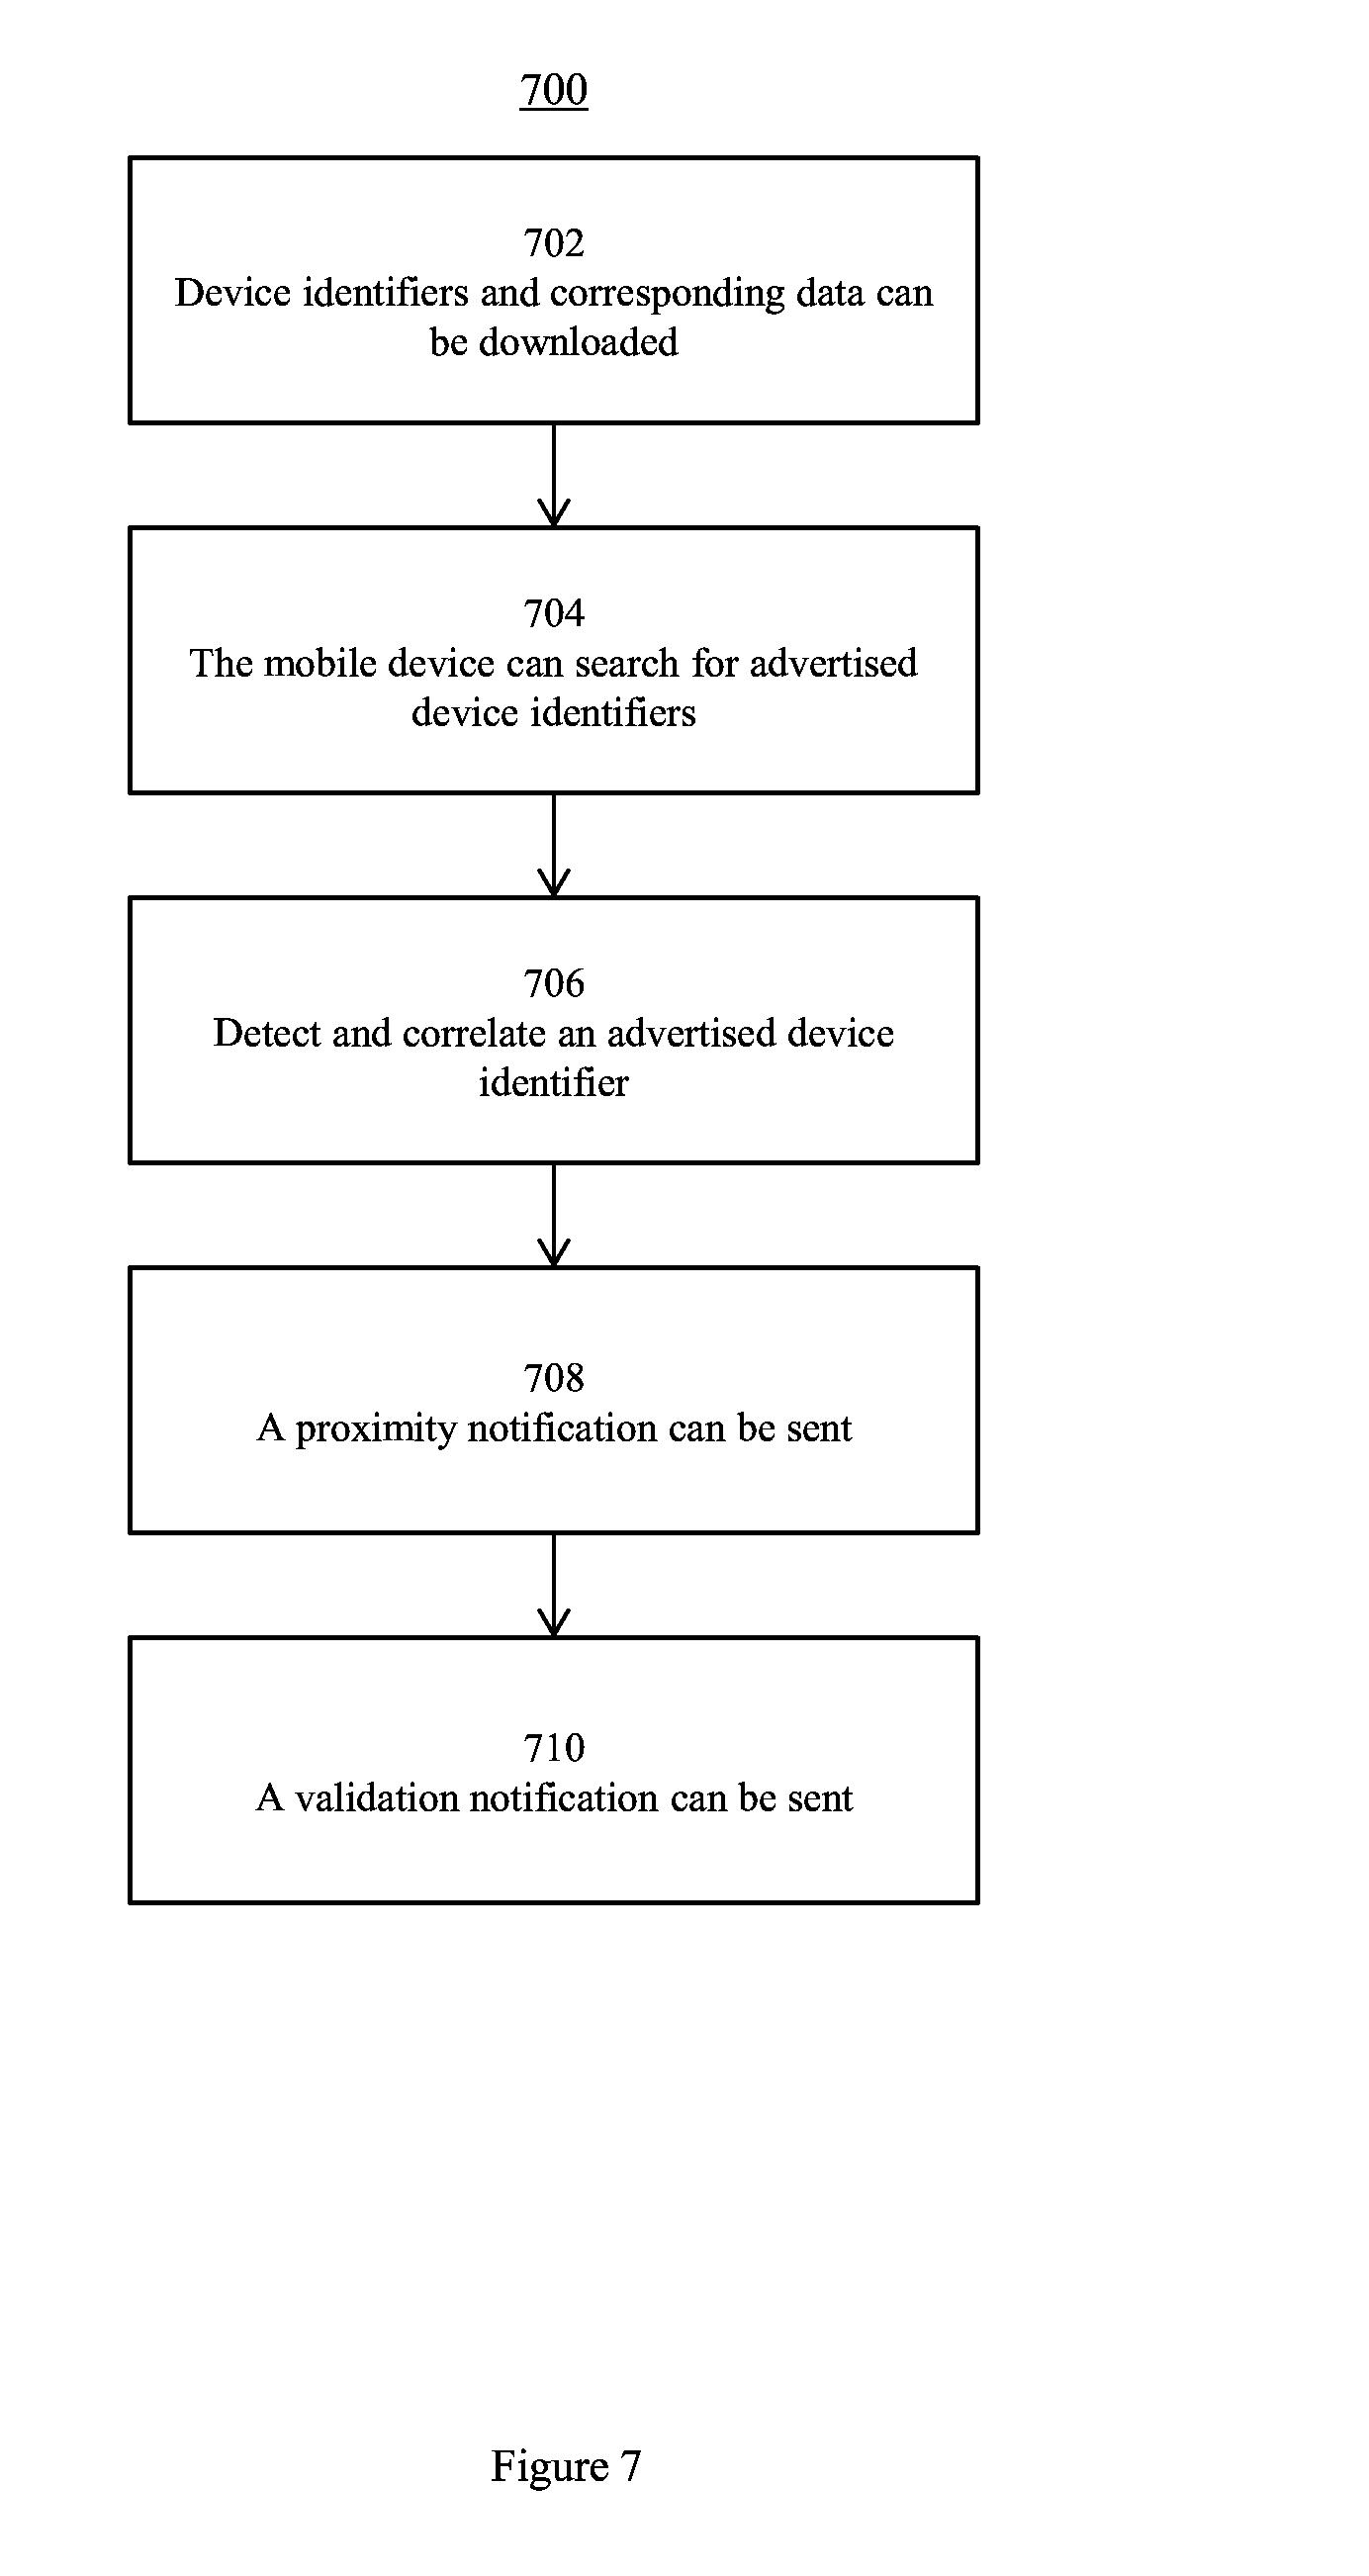 700
702
Device identifiers and corresponding data can
be downloaded
704
The mobile device can search for advertised
device identifiers
706
Detect and correlate an advertised device
identifier
708
A proximity notification can be sent
710
A validation notification can be sent
Figure 7